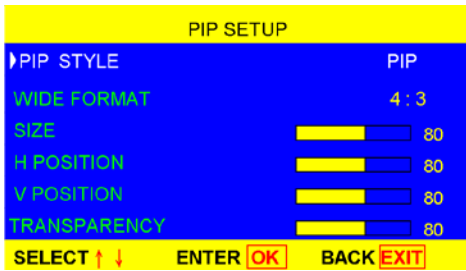 PIP SETUP
PIP STYLE PIP
WIDE FORMAT 4 : 3
SIZE 80
H POSITION 80
V POSITION 80
TRANSPARENCY 80
SELECT ↑ ↓ ENTER OK BACK EXIT